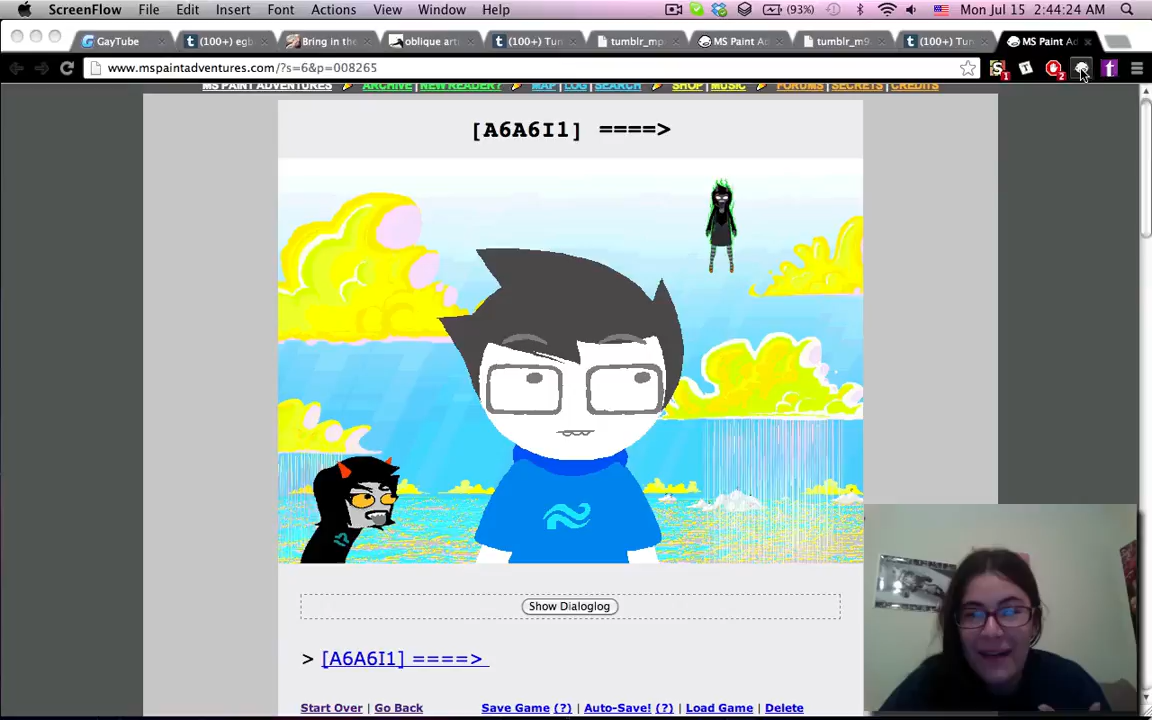 ScreenFlow File Edit Insert Font Actions View Window Help (93%) Mon Jul 15 2:44:24 AM
GayTube (100+) egb Bring in the oblique art (100+) Tun tumblr_mp MS Paint Ad tumblr_m9 (100+) Tun MS Paint Ad
www.mspaintadventures.com/?s=6&p=008265
MS PAINT ADVENTURES ARCHIVE NEW READER? MAP LOG SEARCH SHOP MUSIC FORUMS SECRETS CREDITS
[A6A6I1] ====>
Show Dialoglog
> [A6A6I1] ====>
Start Over | Go Back Save Game (?) | Auto-Save! (?) | Load Game | Delete